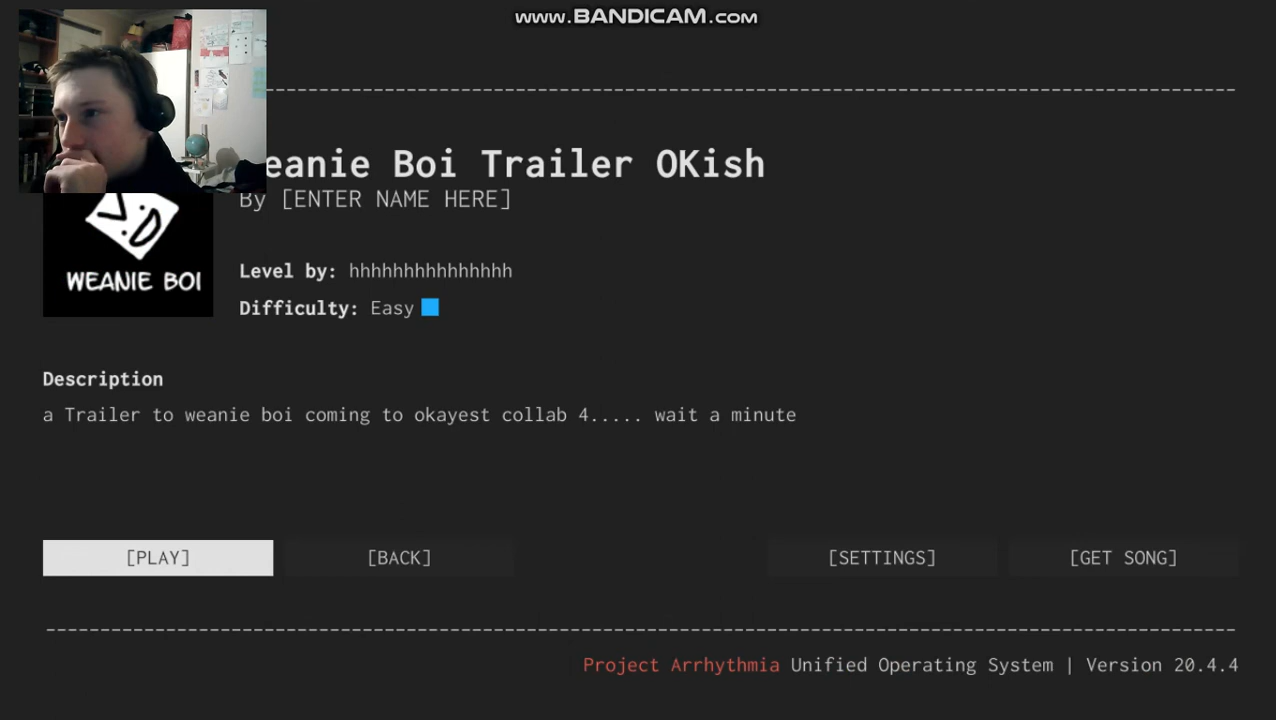 www.BANDICAM.com
eanie Boi Trailer OKish
By [ENTER NAME HERE]
WEANIE BOI
Level by: hhhhhhhhhhhhhhh
Difficulty: Easy
Description
a Trailer to weanie boi coming to okayest collab 4..... wait a minute
[PLAY] [BACK] [SETTINGS] [GET SONG]
Project Arrhythmia Unified Operating System | Version 20.4.4